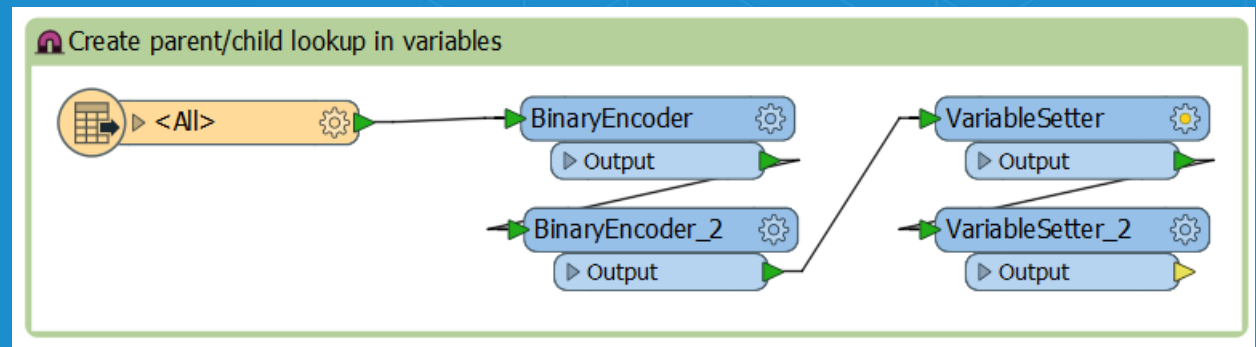 Create parent/child lookup in variables
<All>
BinaryEncoder
Output
BinaryEncoder_2
Output
VariableSetter
Output
VariableSetter_2
Output